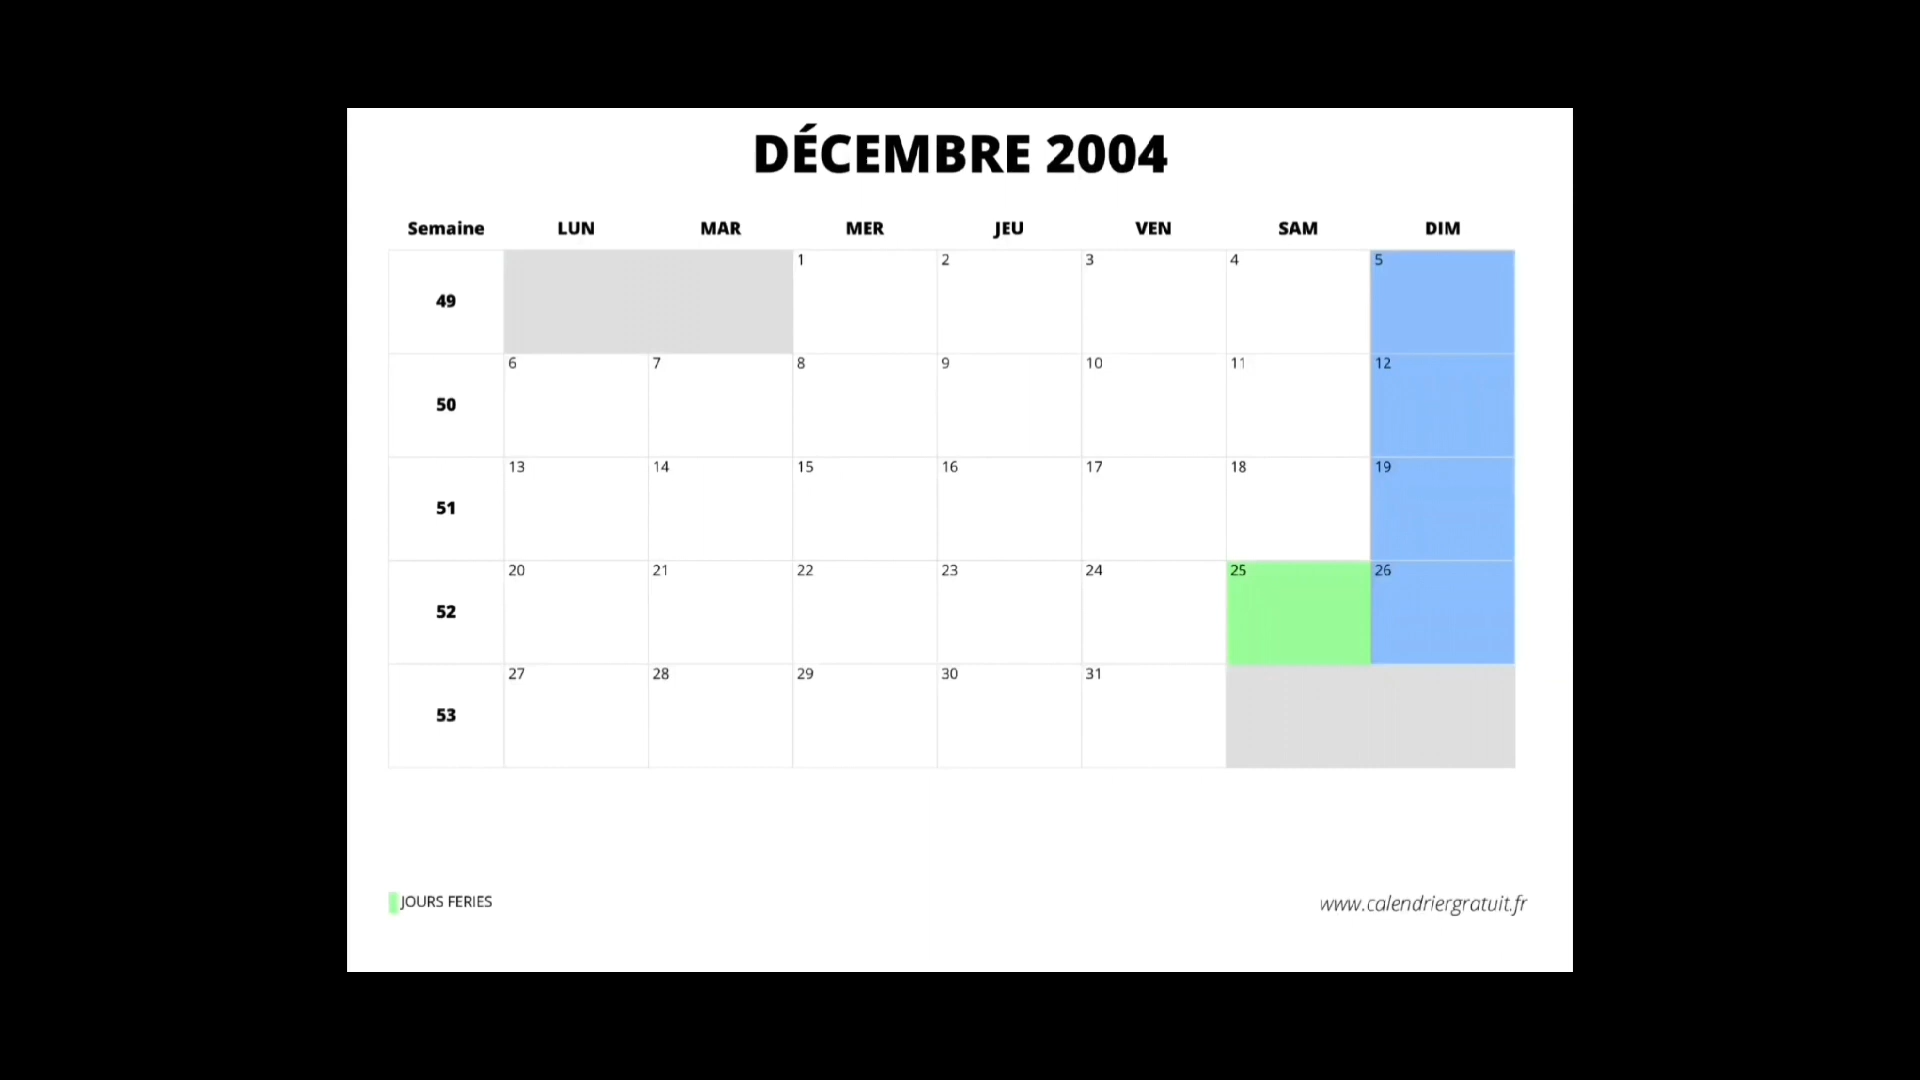 DÉCEMBRE 2004
Semaine LUN MAR MER JEU VEN SAM DIM
49 1 2 3 4 5
50 6 7 8 9 10 11 12
51 13 14 15 16 17 18 19
52 20 21 22 23 24 25 26
53 27 28 29 30 31
JOURS FERIES www.calendriergratuit.fr